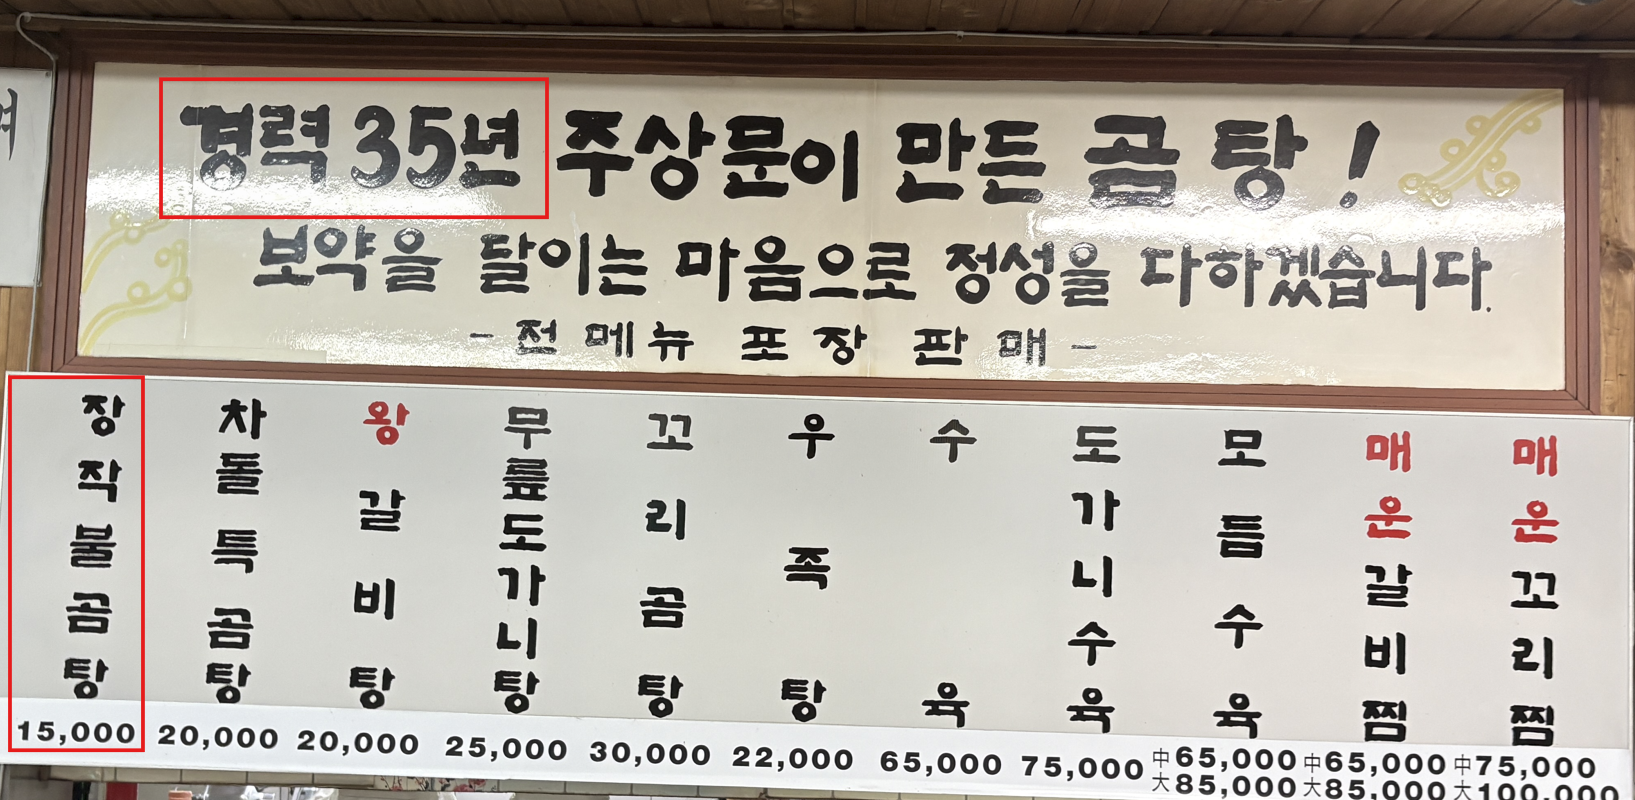 경력 35년 주상문이 만든 곰탕!
보약을 달이는 마음으로 정성을 다하겠습니다.
-전메뉴 포장 판매-
장작불곰탕
15,000
차돌특곰탕
20,000
왕갈비탕
20,000
무릎도가니탕
25,000
꼬리곰탕
30,000
우족탕
22,000
수육
65,000
도가니수육
75,000
모듬수육
中65,000
大85,000
매운갈비찜
中65,000
大85,000
매운꼬리찜
中75,000
大100,000